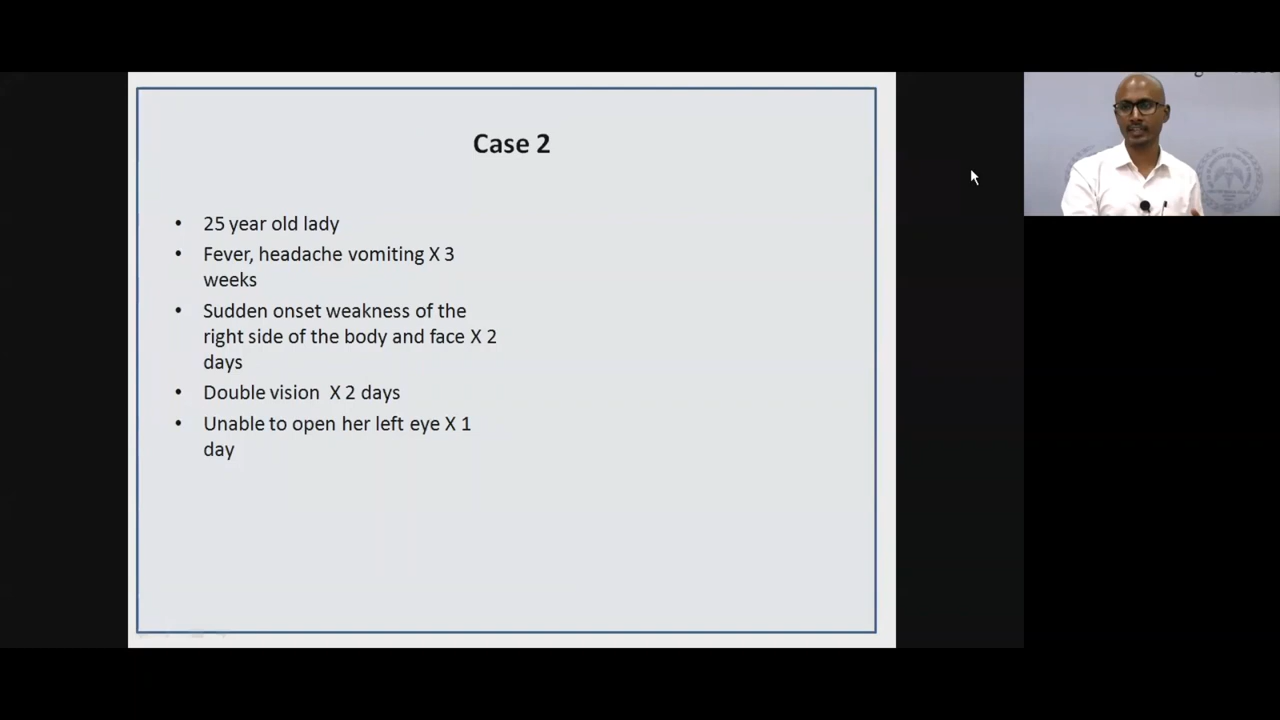 Case 2
• 25 year old lady
• Fever, headache vomiting X 3
weeks
• Sudden onset weakness of the
right side of the body and face X 2
days
• Double vision X 2 days
• Unable to open her left eye X 1
day